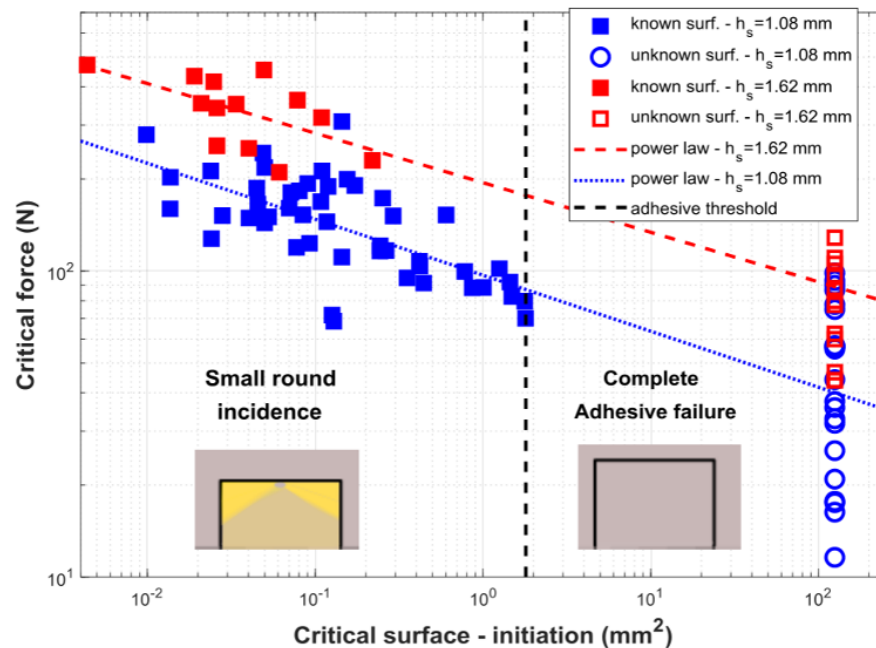 known surf. - h_s=1.08 mm
unknown surf. - h_s=1.08 mm
known surf. - h_s=1.62 mm
unknown surf. - h_s=1.62 mm
power law - h_s=1.62 mm
power law - h_s=1.08 mm
adhesive threshold
Critical force (N)
10^2
10^1
Small round
incidence
Complete
Adhesive failure
10^-2
10^-1
10^0
10^1
10^2
Critical surface - initiation (mm^2)